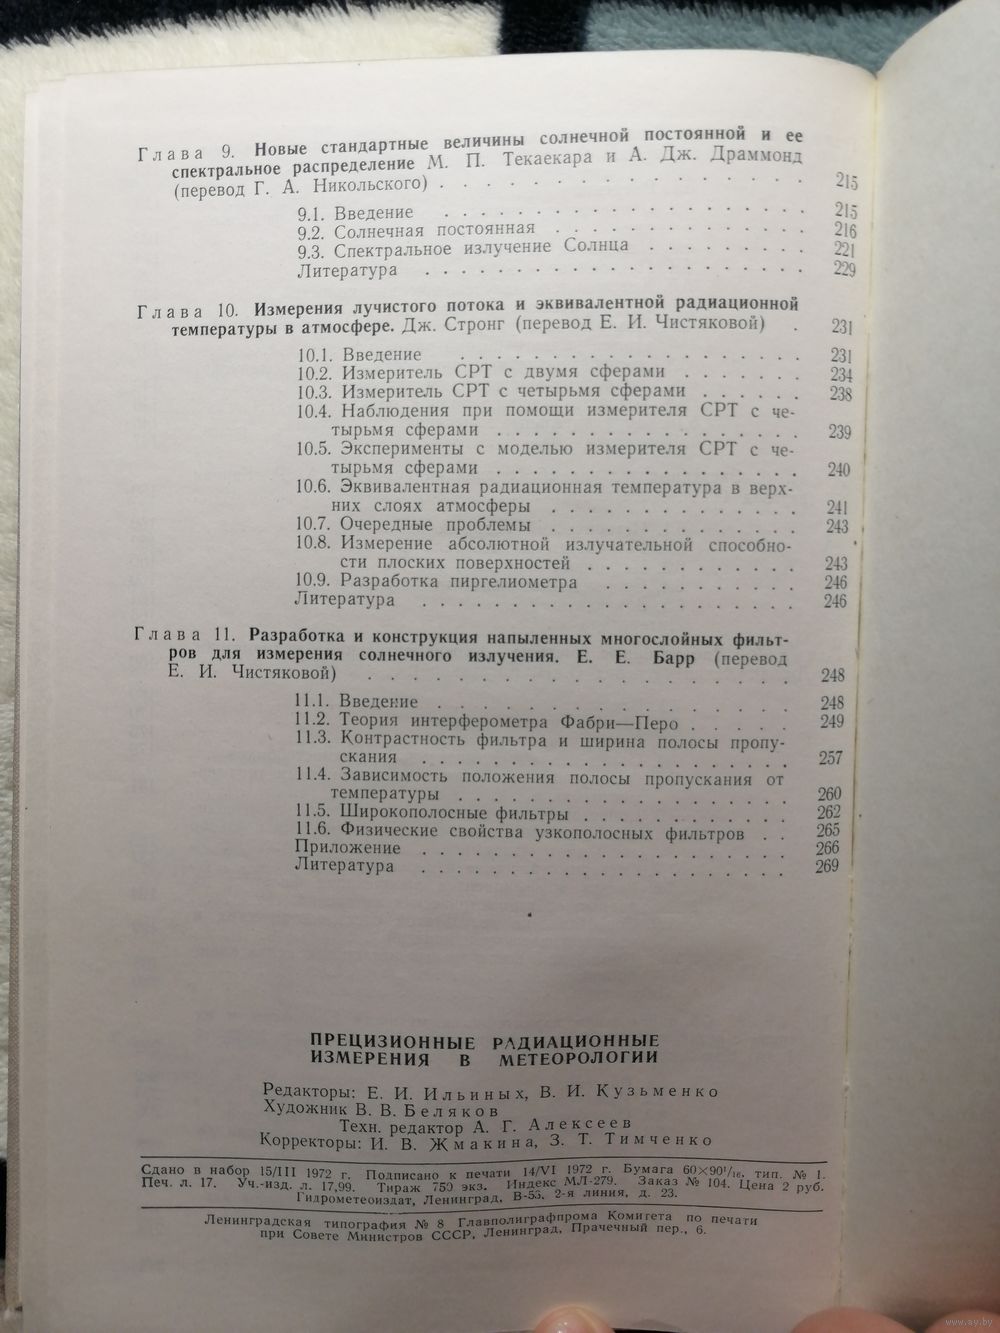 Глава 9. Новые стандартные величины солнечной постоянной и ее
спектральное распределение М. П. Текаекара и А. Дж. Драммонд
(перевод Г. А. Никольского) . . . . . . . . . . . . . 215
9.1. Введение . . . . . . . . . . . . . . . . . . 215
9.2. Солнечная постоянная . . . . . . . . . . . . . 216
9.3. Спектральное излучение Солнца . . . . . . . . . 221
Литература . . . . . . . . . . . . . . . . . . . 229
Глава 10. Измерения лучистого потока и эквивалентной радиационной
температуры в атмосфере. Дж. Стронг (перевод Е. И. Чистяковой) . 231
10.1. Введение . . . . . . . . . . . . . . . . . 231
10.2. Измеритель СРТ с двумя сферами . . . . . . . 234
10.3. Измеритель СРТ с четырьмя сферами . . . . . . 238
10.4. Наблюдения при помощи измерителя СРТ с че-
тырьмя сферами . . . . . . . . . . . . . . . 239
10.5. Эксперименты с моделью измерителя СРТ с че-
тырьмя сферами . . . . . . . . . . . . . . . 240
10.6. Эквивалентная радиационная температура в верх-
них слоях атмосферы . . . . . . . . . . . . . 241
10.7. Очередные проблемы . . . . . . . . . . . . . 243
10.8. Измерение абсолютной излучательной способно-
сти плоских поверхностей . . . . . . . . . . . 243
10.9. Разработка пиргелиометра . . . . . . . . . . 246
Литература . . . . . . . . . . . . . . . . . . . 246
Глава 11. Разработка и конструкция напыленных многослойных фильт-
ров для измерения солнечного излучения. Е. Е. Барр (перевод
Е. И. Чистяковой) . . . . . . . . . . . . . . . . 248
11.1. Введение . . . . . . . . . . . . . . . . . 248
11.2. Теория интерферометра Фабри—Перо . . . . . . 249
11.3. Контрастность фильтра и ширина полосы пропу-
скания . . . . . . . . . . . . . . . . . . . 257
11.4. Зависимость положения полосы пропускания от
температуры . . . . . . . . . . . . . . . . . 260
11.5. Широкополосные фильтры . . . . . . . . . . . 262
11.6. Физические свойства узкополосных фильтров . . 265
Приложение . . . . . . . . . . . . . . . . . . . 266
Литература . . . . . . . . . . . . . . . . . . . 269
ПРЕЦИЗИОННЫЕ РАДИАЦИОННЫЕ
ИЗМЕРЕНИЯ В МЕТЕОРОЛОГИИ
Редакторы: Е. И. Ильиных, В. И. Кузьменко
Художник В. В. Беляков
Техн. редактор А. Г. Алексеев
Корректоры: И. В. Жмакина, З. Т. Тимченко
Сдано в набор 15/III 1972 г. Подписано к печати 14/VI 1972 г. Бумага 60×90¹/₁₆, тип. № 1.
Печ. л. 17. Уч.-изд. л. 17,99. Тираж 750 экз. Индекс МЛ-279. Заказ № 104. Цена 2 руб.
Гидрометеоиздат, Ленинград, В-53, 2-я линия, д. 23.
Ленинградская типография № 8 Главполиграфпрома Комитета по печати
при Совете Министров СССР, Ленинград, Прачечный пер., 6.
www.ay.by